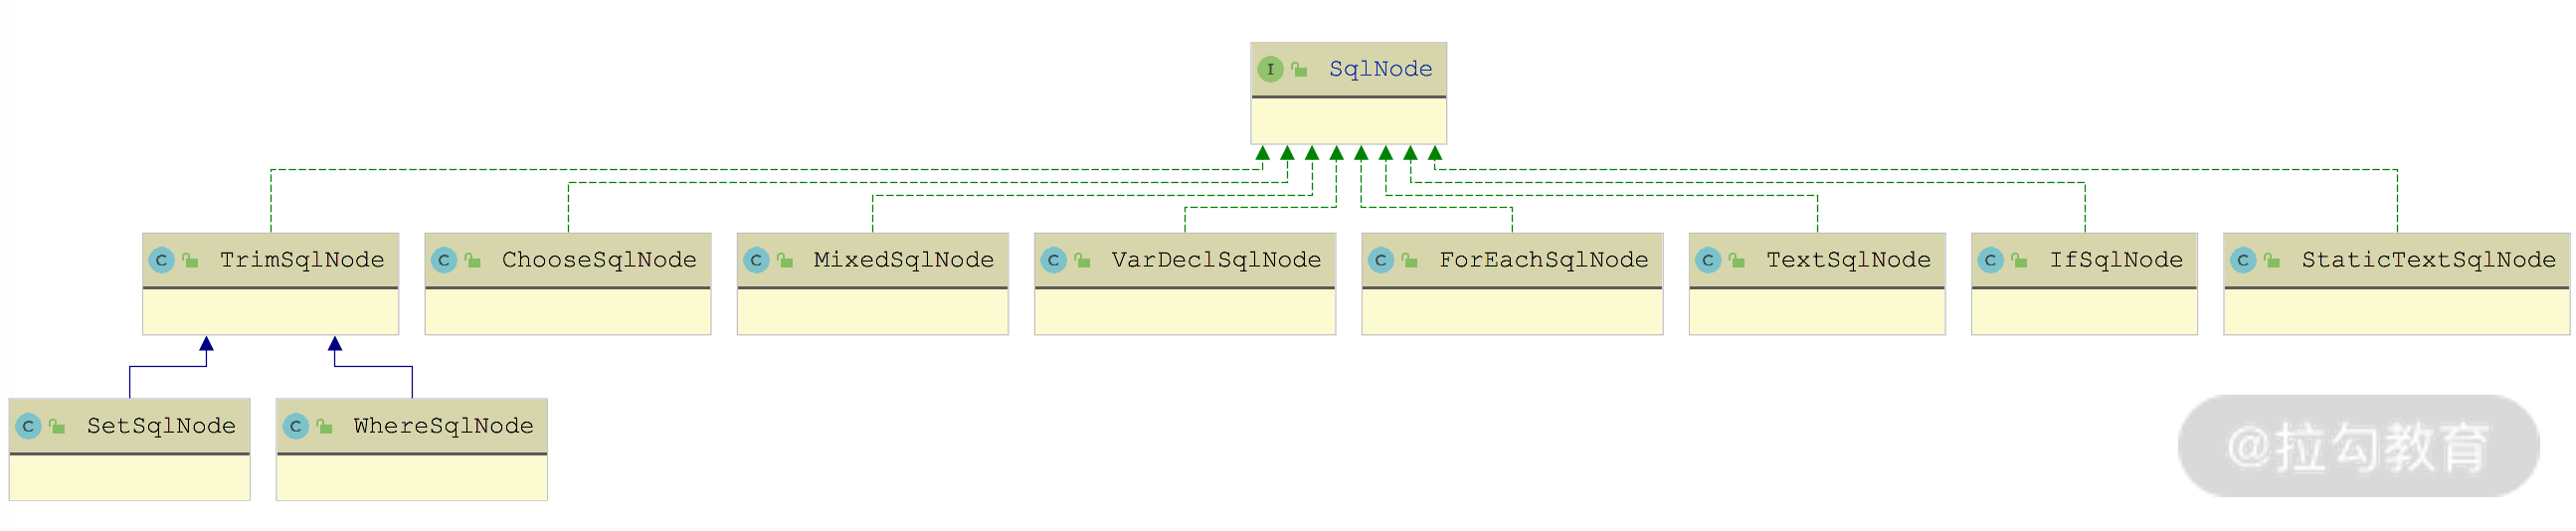 I SqlNode
C TrimSqlNode
C ChooseSqlNode
C MixedSqlNode
C VarDeclSqlNode
C ForEachSqlNode
C TextSqlNode
C IfSqlNode
C StaticTextSqlNode
C SetSqlNode
C WhereSqlNode
@拉勾教育